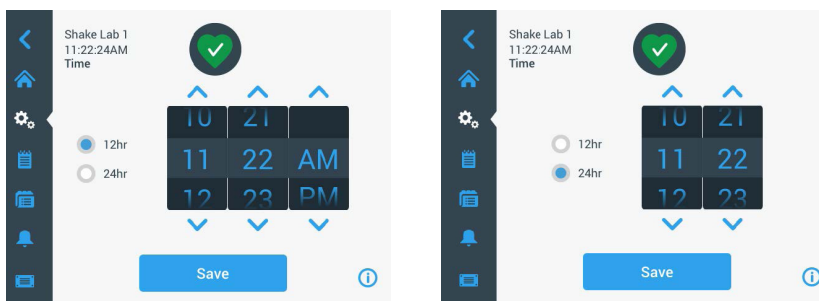 Shake Lab 1
11:22:24AM
Time
10 21
12hr
11 22 AM
24hr
12 23 PM
Save
Shake Lab 1
11:22:24AM
Time
10 21
12hr
11 22
24hr
12 23
Save